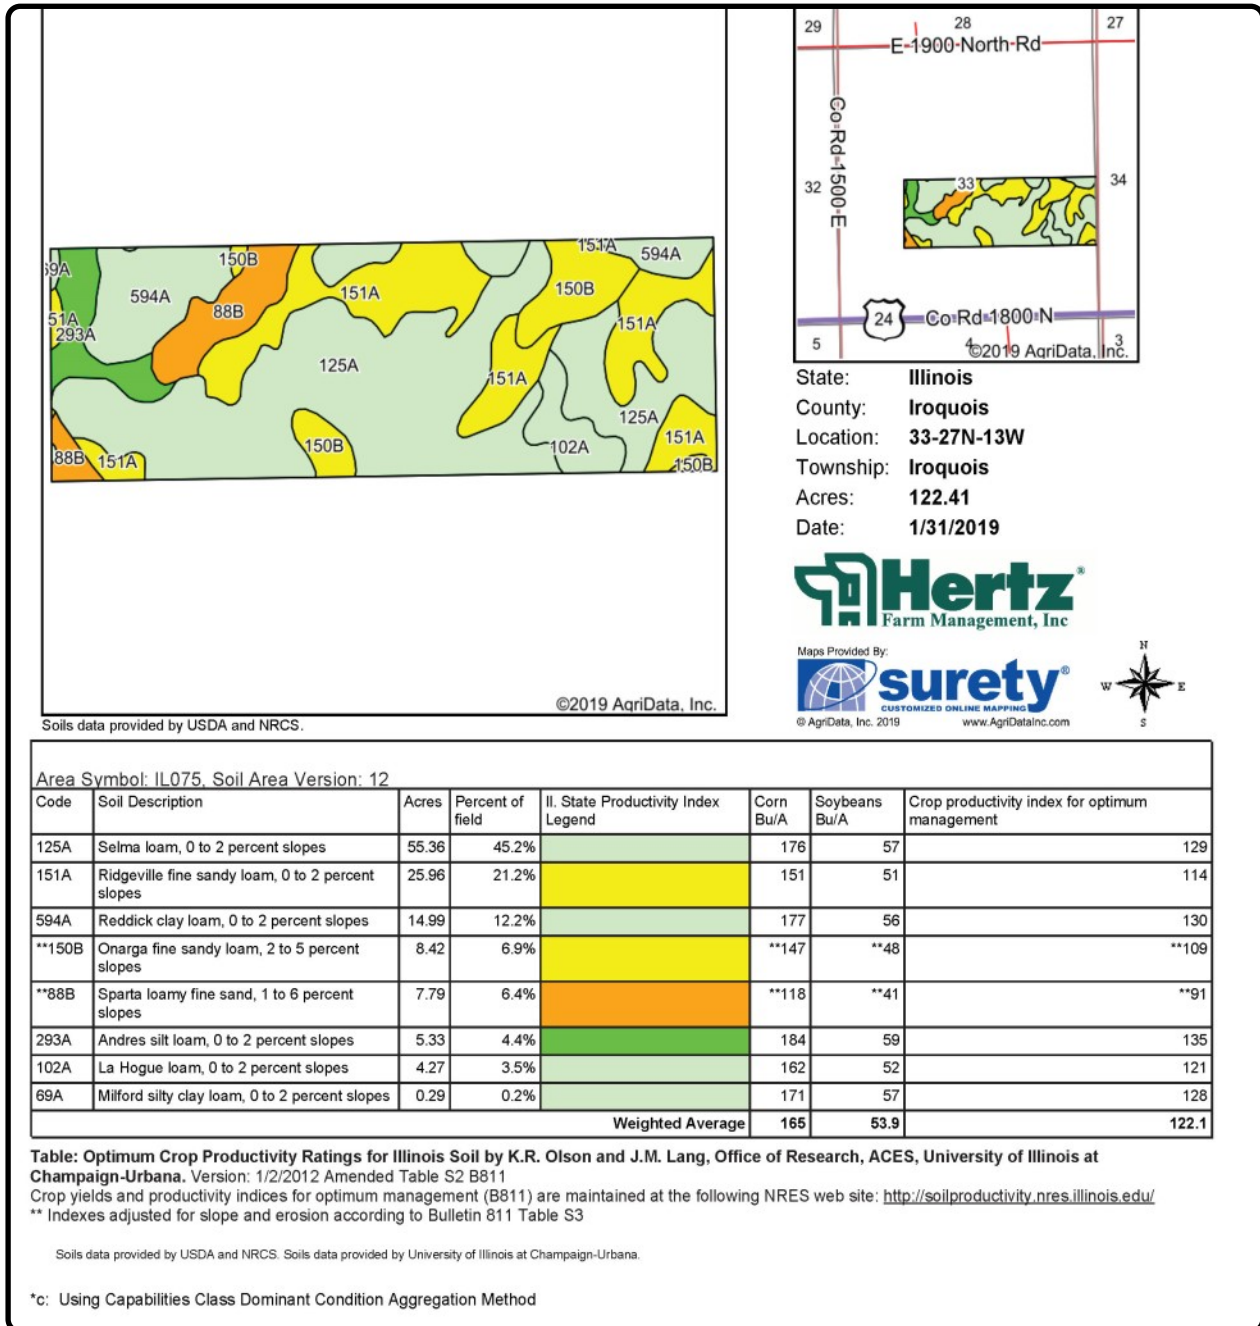 151A
594A
150B
69A
594A
151A
150B
88B
51A
293A
151A
125A
151A
125A
151A
150B
102A
88B
151A
150B
©2019 AgriData, Inc.
Soils data provided by USDA and NRCS.
29
28
27
E 1900 North Rd
Co Rd 1500 E
32
33
34
24
Co Rd 1800 N
5
4
3
©2019 AgriData, Inc.
State: Illinois
County: Iroquois
Location: 33-27N-13W
Township: Iroquois
Acres: 122.41
Date: 1/31/2019
Hertz®
Farm Management, Inc
Maps Provided By:
surety®
CUSTOMIZED ONLINE MAPPING
© AgriData, Inc. 2019 www.AgriDataInc.com
N
W E
S
Area Symbol: IL075, Soil Area Version: 12
Code Soil Description Acres Percent of field II. State Productivity Index Legend Corn Bu/A Soybeans Bu/A Crop productivity index for optimum management
125A Selma loam, 0 to 2 percent slopes 55.36 45.2% 176 57 129
151A Ridgeville fine sandy loam, 0 to 2 percent slopes 25.96 21.2% 151 51 114
594A Reddick clay loam, 0 to 2 percent slopes 14.99 12.2% 177 56 130
**150B Onarga fine sandy loam, 2 to 5 percent slopes 8.42 6.9% **147 **48 **109
**88B Sparta loamy fine sand, 1 to 6 percent slopes 7.79 6.4% **118 **41 **91
293A Andres silt loam, 0 to 2 percent slopes 5.33 4.4% 184 59 135
102A La Hogue loam, 0 to 2 percent slopes 4.27 3.5% 162 52 121
69A Milford silty clay loam, 0 to 2 percent slopes 0.29 0.2% 171 57 128
Weighted Average 165 53.9 122.1
Table: Optimum Crop Productivity Ratings for Illinois Soil by K.R. Olson and J.M. Lang, Office of Research, ACES, University of Illinois at
Champaign-Urbana. Version: 1/2/2012 Amended Table S2 B811
Crop yields and productivity indices for optimum management (B811) are maintained at the following NRES web site: http://soilproductivity.nres.illinois.edu/
** Indexes adjusted for slope and erosion according to Bulletin 811 Table S3
Soils data provided by USDA and NRCS. Soils data provided by University of Illinois at Champaign-Urbana.
*c: Using Capabilities Class Dominant Condition Aggregation Method